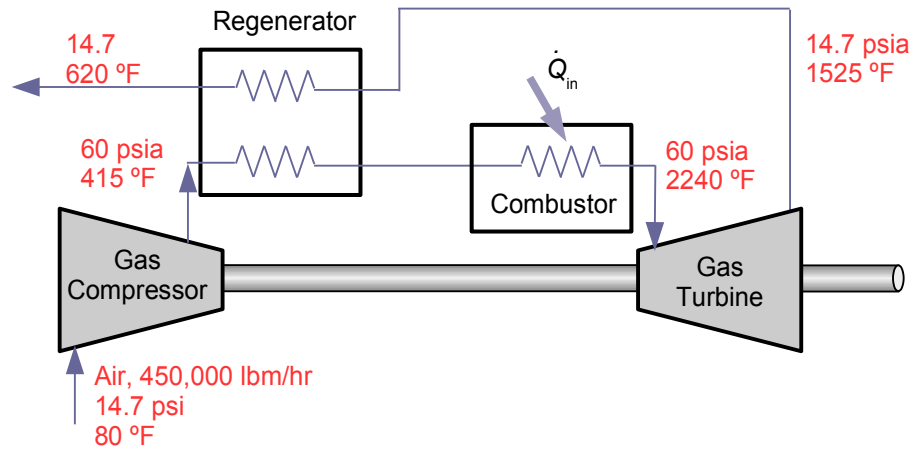 Regenerator
14.7
620 ºF
14.7 psia
1525 ºF
Q̇in
60 psia
415 ºF
60 psia
2240 ºF
Combustor
Gas
Compressor
Gas
Turbine
Air, 450,000 lbm/hr
14.7 psi
80 ºF